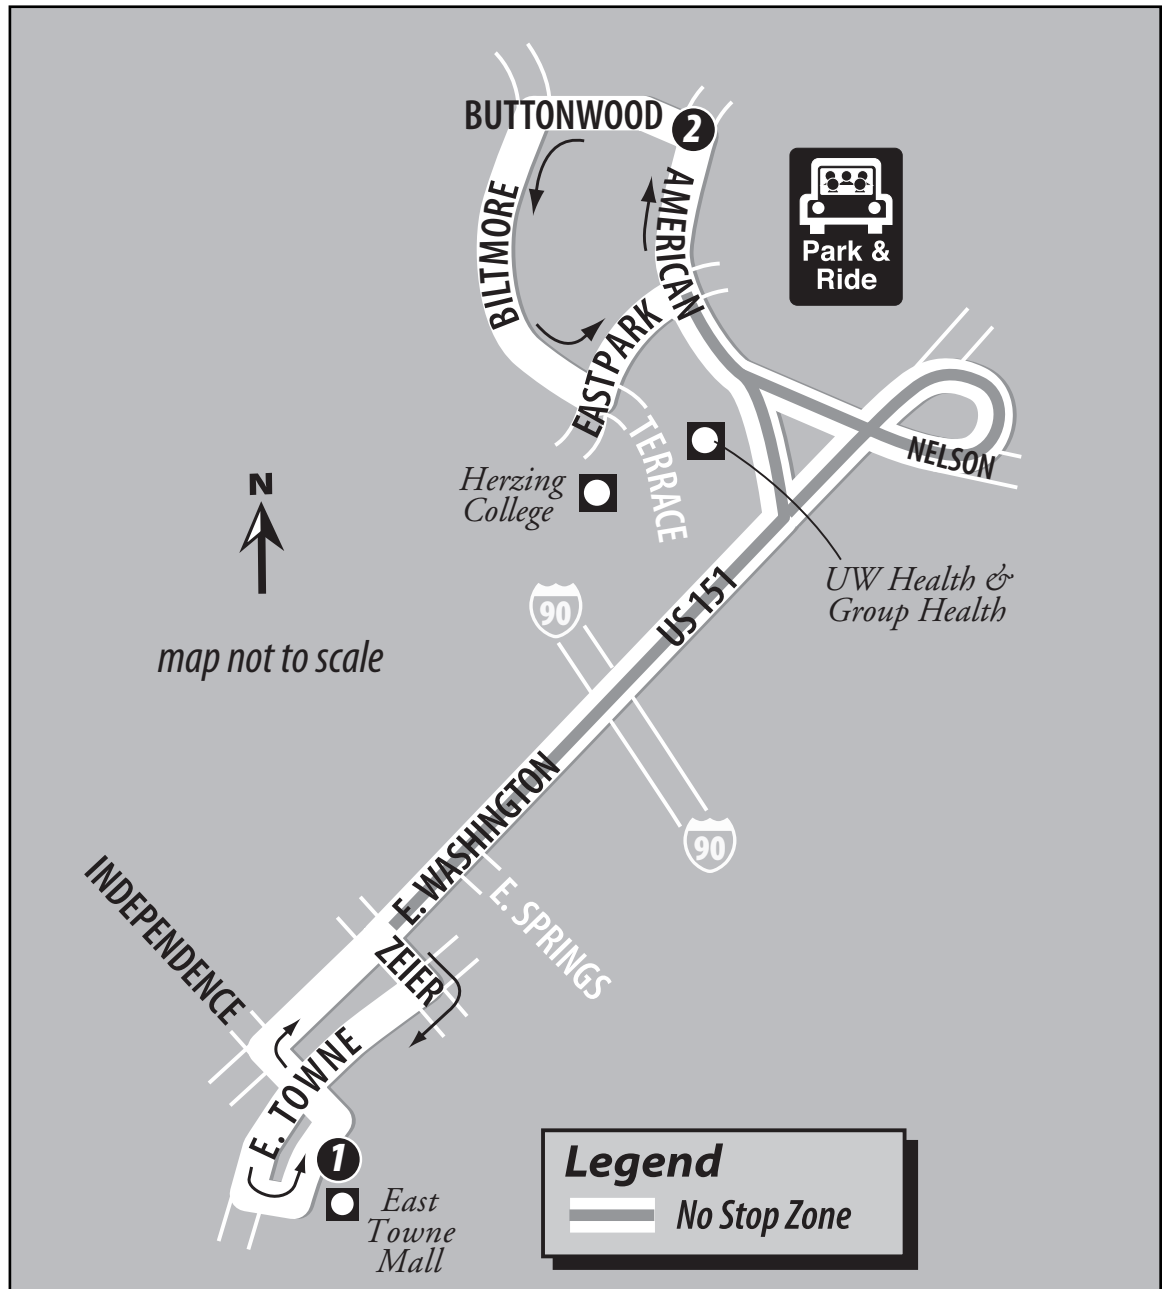 BUTTONWOOD
2
AMERICAN
BILTMORE
EASTPARK
TERRACE
Park &
Ride
NELSON
Herzing
College
UW Health &
Group Health
N
map not to scale
90
US 151
90
E. WASHINGTON
E. SPRINGS
INDEPENDENCE
ZEIER
E. TOWNE
1
East
Towne
Mall
Legend
No Stop Zone